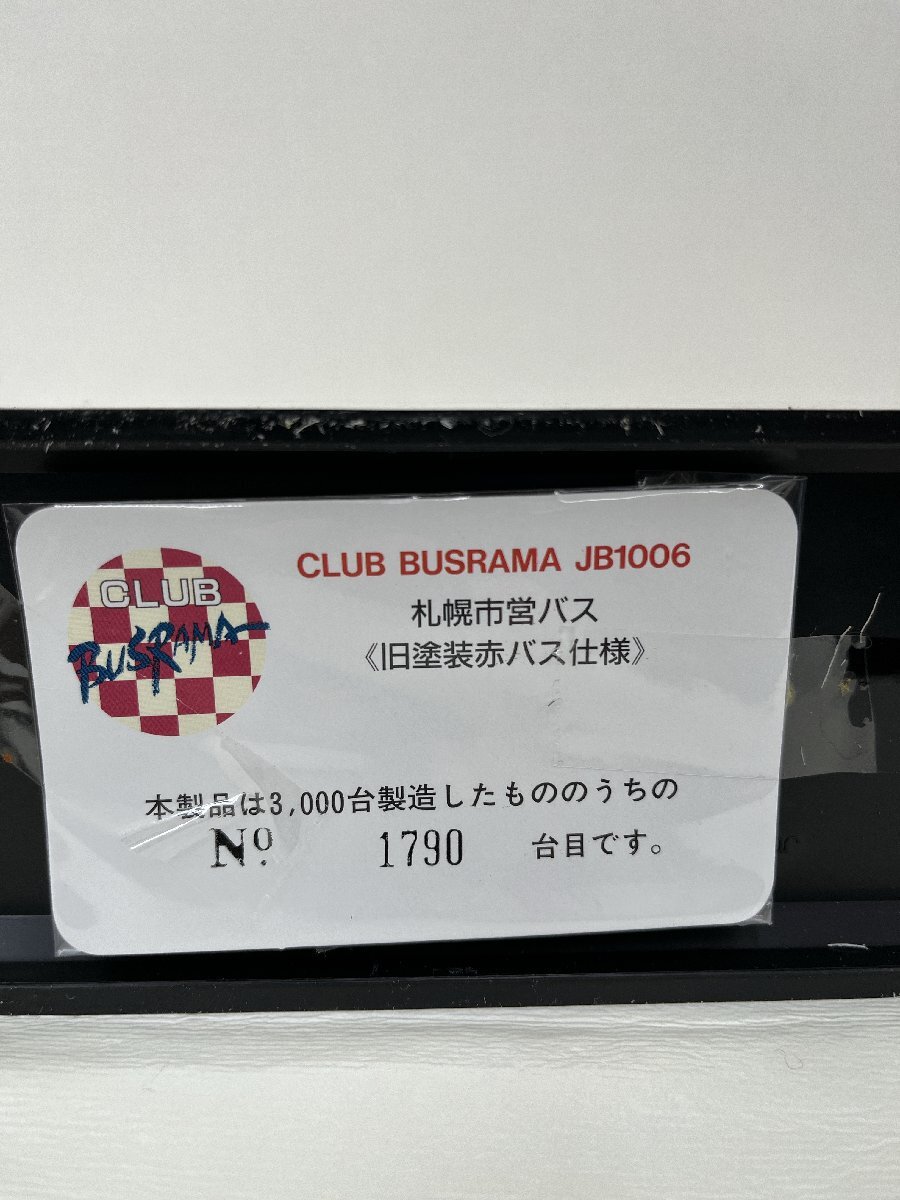 CLUB
BUSRAMA
CLUB BUSRAMA JB1006
札幌市営バス
《旧塗装赤バス仕様》
本製品は3,000台製造したもののうちの
No. 1790 台目です。